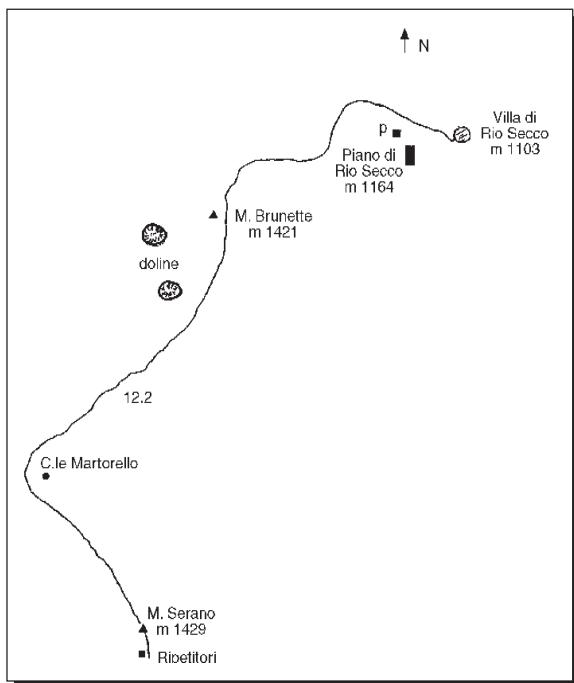 N
Villa di
Rio Secco
m 1103
p
Piano di
Rio Secco
m 1164
M. Brunette
m 1421
doline
12.2
C.le Martorello
M. Serano
m 1429
Ripetitori